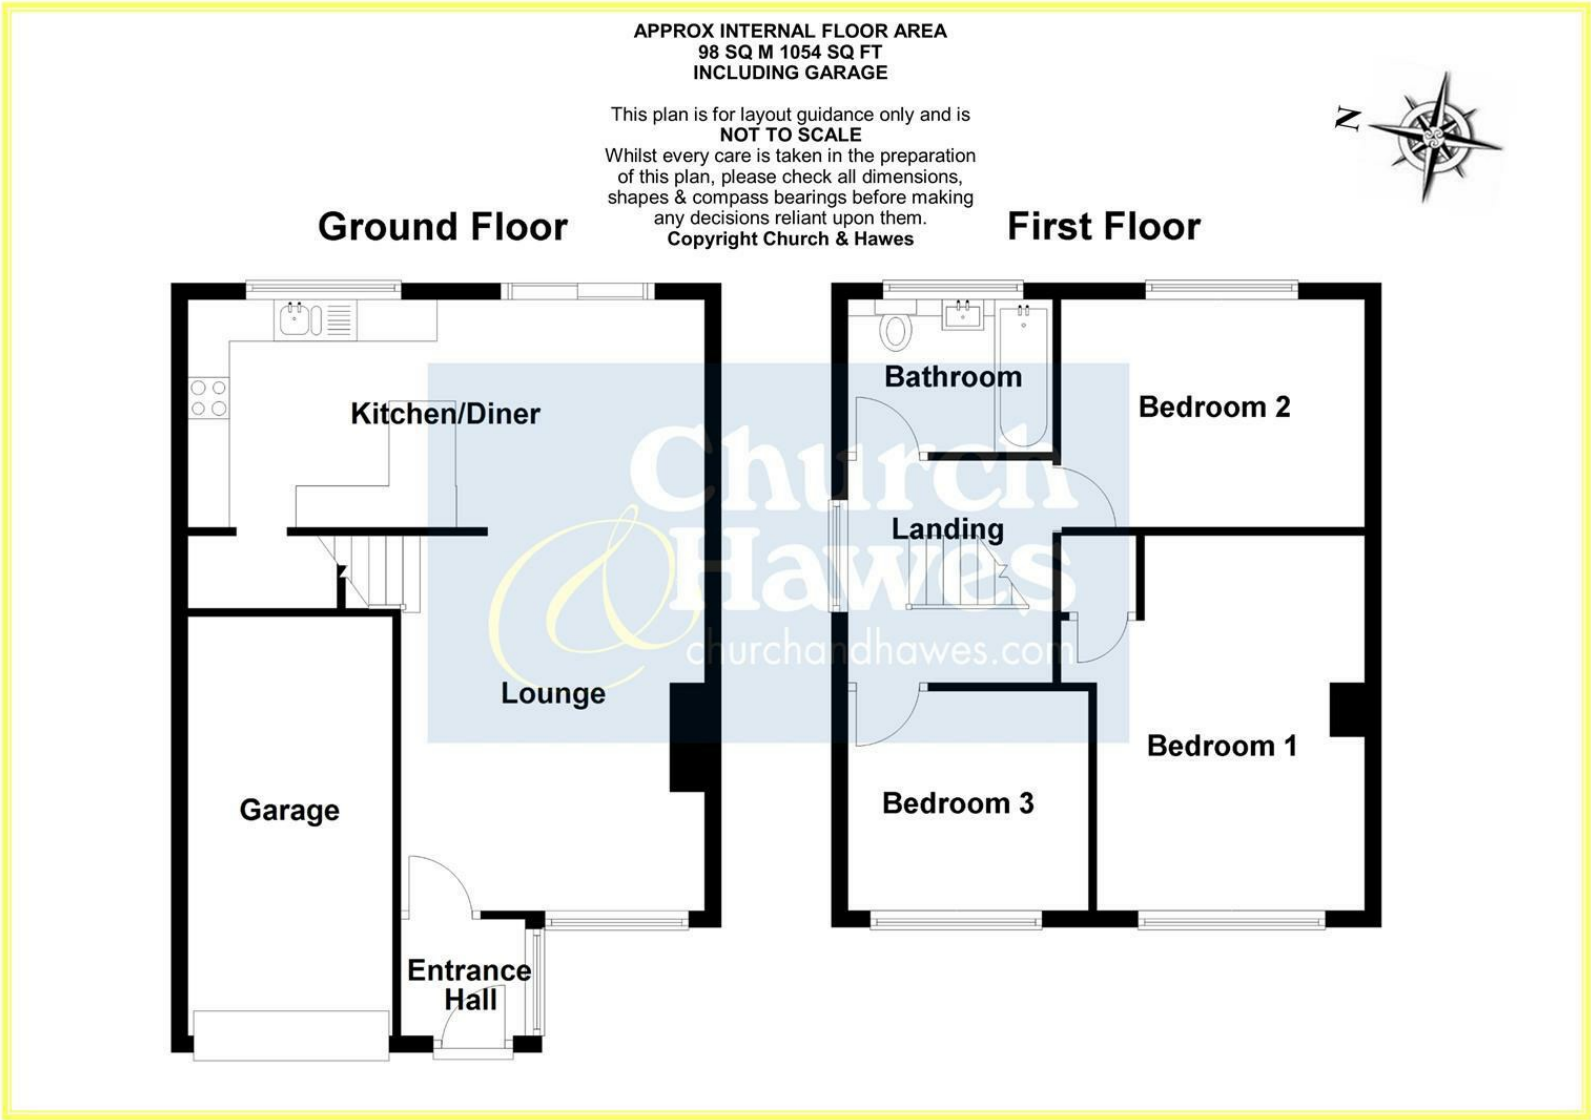 APPROX INTERNAL FLOOR AREA
98 SQ M 1054 SQ FT
INCLUDING GARAGE
This plan is for layout guidance only and is
NOT TO SCALE
Whilst every care is taken in the preparation
of this plan, please check all dimensions,
shapes & compass bearings before making
any decisions reliant upon them.
Copyright Church & Hawes
N
Ground Floor
First Floor
Kitchen/Diner
Lounge
Garage
Entrance
Hall
Bathroom
Bedroom 2
Landing
Bedroom 1
Bedroom 3
Church
& Hawes
churchandhawes.com